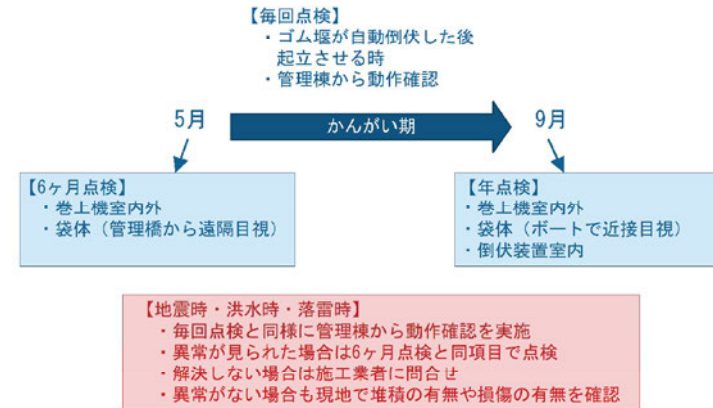 【毎回点検】
・ゴム堰が自動倒伏した後
起立させる時
・管理棟から動作確認
5月
かんがい期
9月
【6ヶ月点検】
・巻上機室内外
・袋体（管理橋から遠隔目視）
【年点検】
・巻上機室内外
・袋体（ボートで近接目視）
・倒伏装置室内
【地震時・洪水時・落雷時】
・毎回点検と同様に管理棟から動作確認を実施
・異常が見られた場合は6ヶ月点検と同項目で点検
・解決しない場合は施工業者に問合せ
・異常がない場合も現地で堆積の有無や損傷の有無を確認